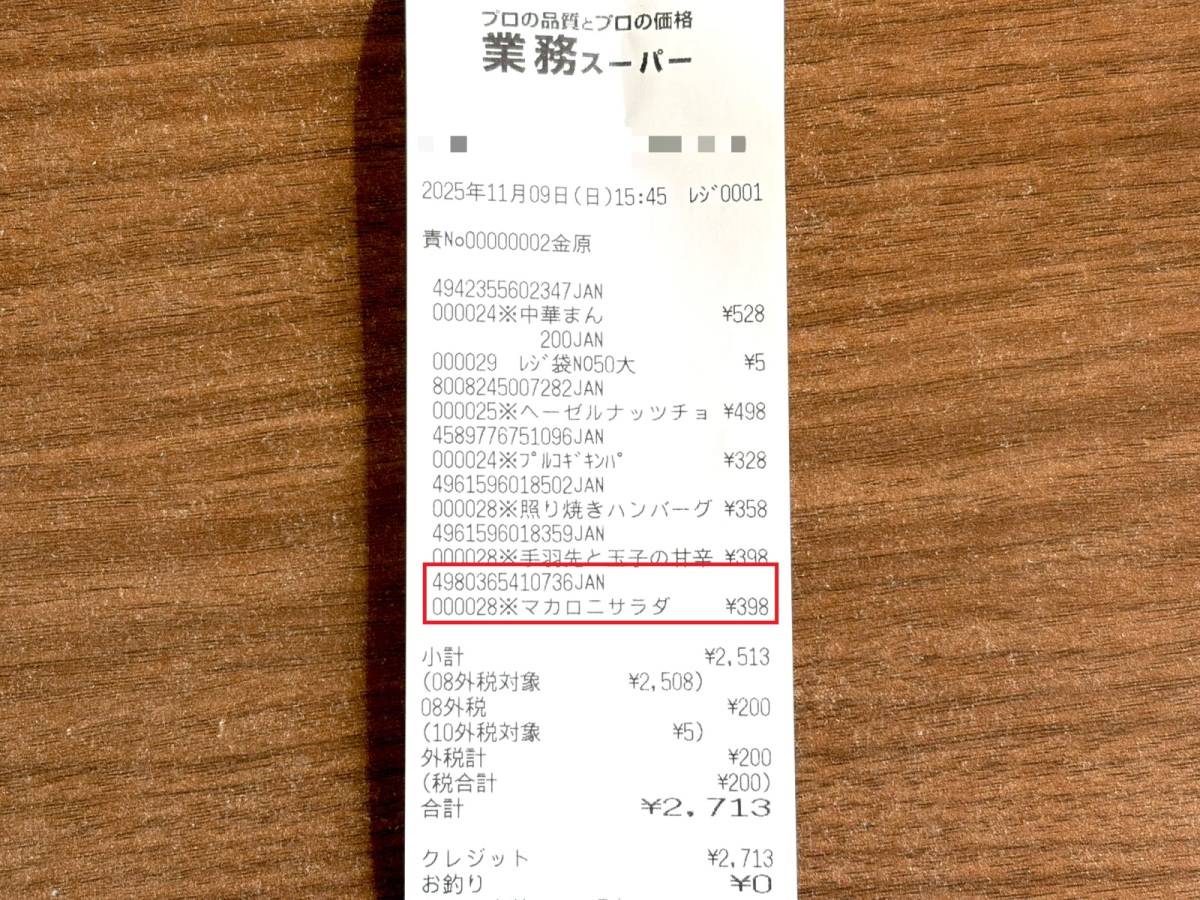 プロの品質とプロの価格
業務スーパー
2025年11月09日(日)15:45 ﾚｼﾞ0001
責No00000002金原
4942355602347JAN
000024※中華まん ¥528
200JAN
000029 ﾚｼﾞ袋NO50大 ¥5
8008245007282JAN
000025※ヘーゼルナッツチョ ¥498
4589776751096JAN
000024※ﾌﾟﾙｺｷﾞｷﾝﾊﾟ ¥328
4961596018502JAN
000028※照り焼きハンバーグ ¥358
4961596018359JAN
000028※手羽先と玉子の甘辛 ¥398
4980365410736JAN
000028※マカロニサラダ ¥398
小計 ¥2,513
(08外税対象 ¥2,508)
08外税 ¥200
(10外税対象 ¥5)
外税計 ¥200
(税合計 ¥200)
合計 ¥2,713
クレジット ¥2,713
お釣り ¥0